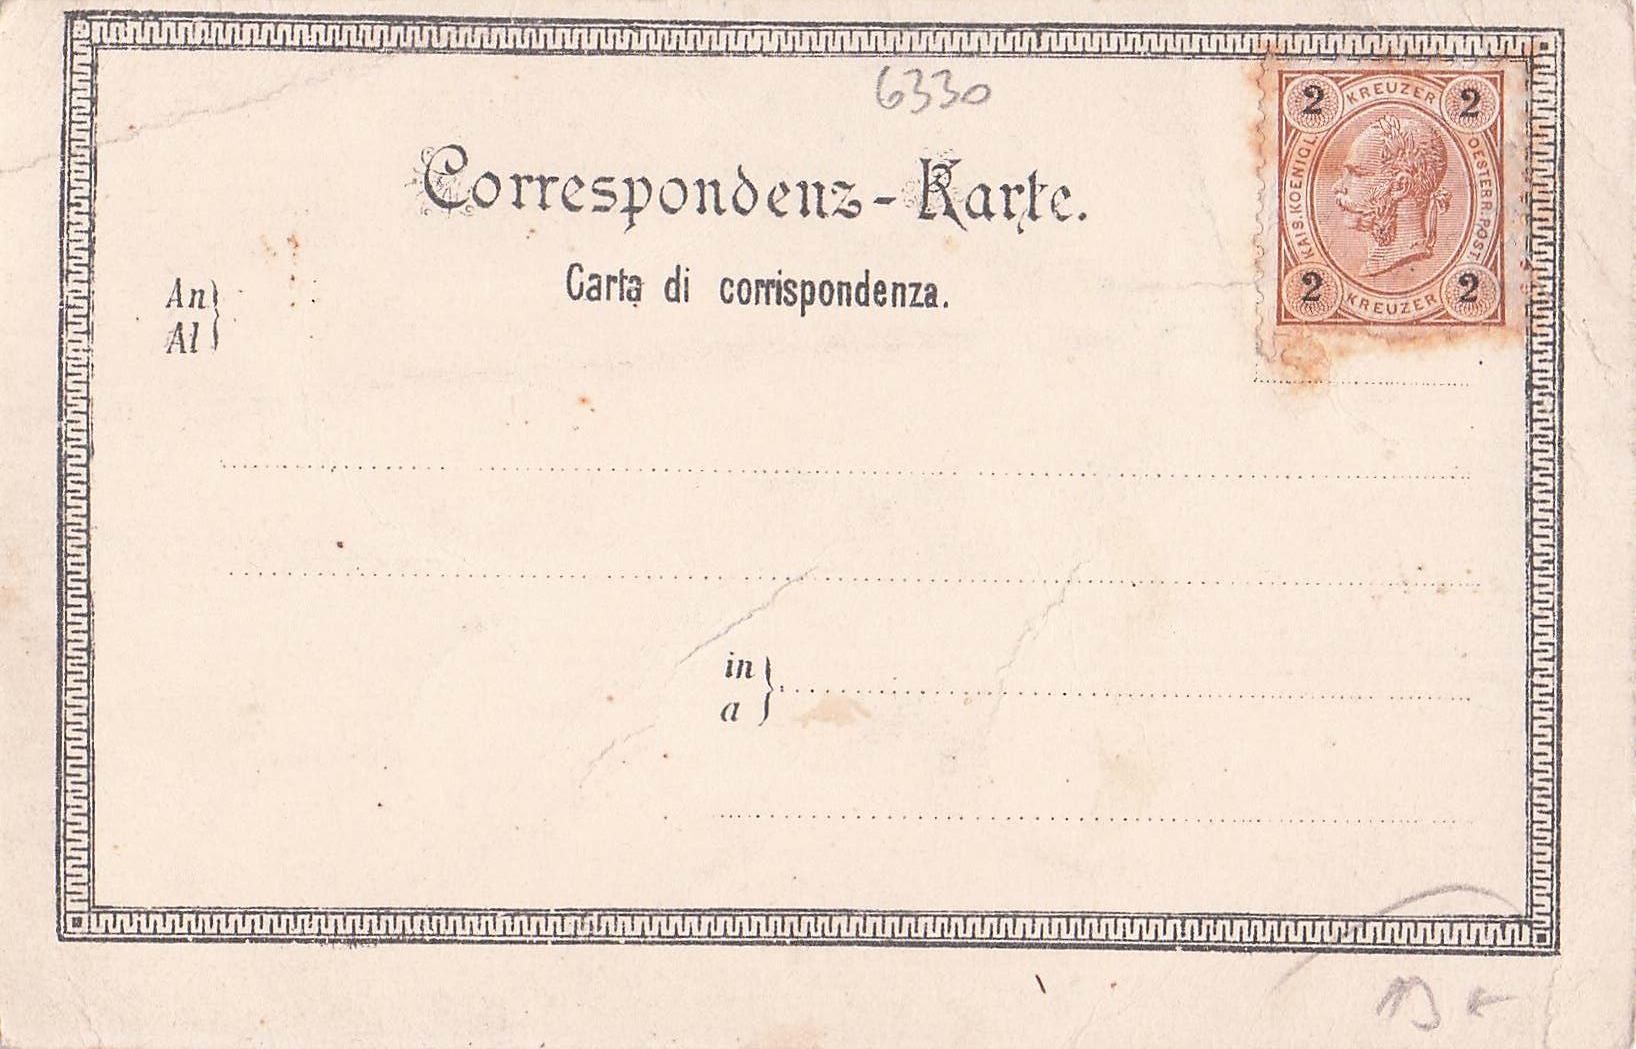 6330
Correspondenz-Karte.
Carta di corrispondenza.
An
Al
in
a
2 KREUZER 2
KAIS. KOENIGL. OESTERR. POST
2 KREUZER 2